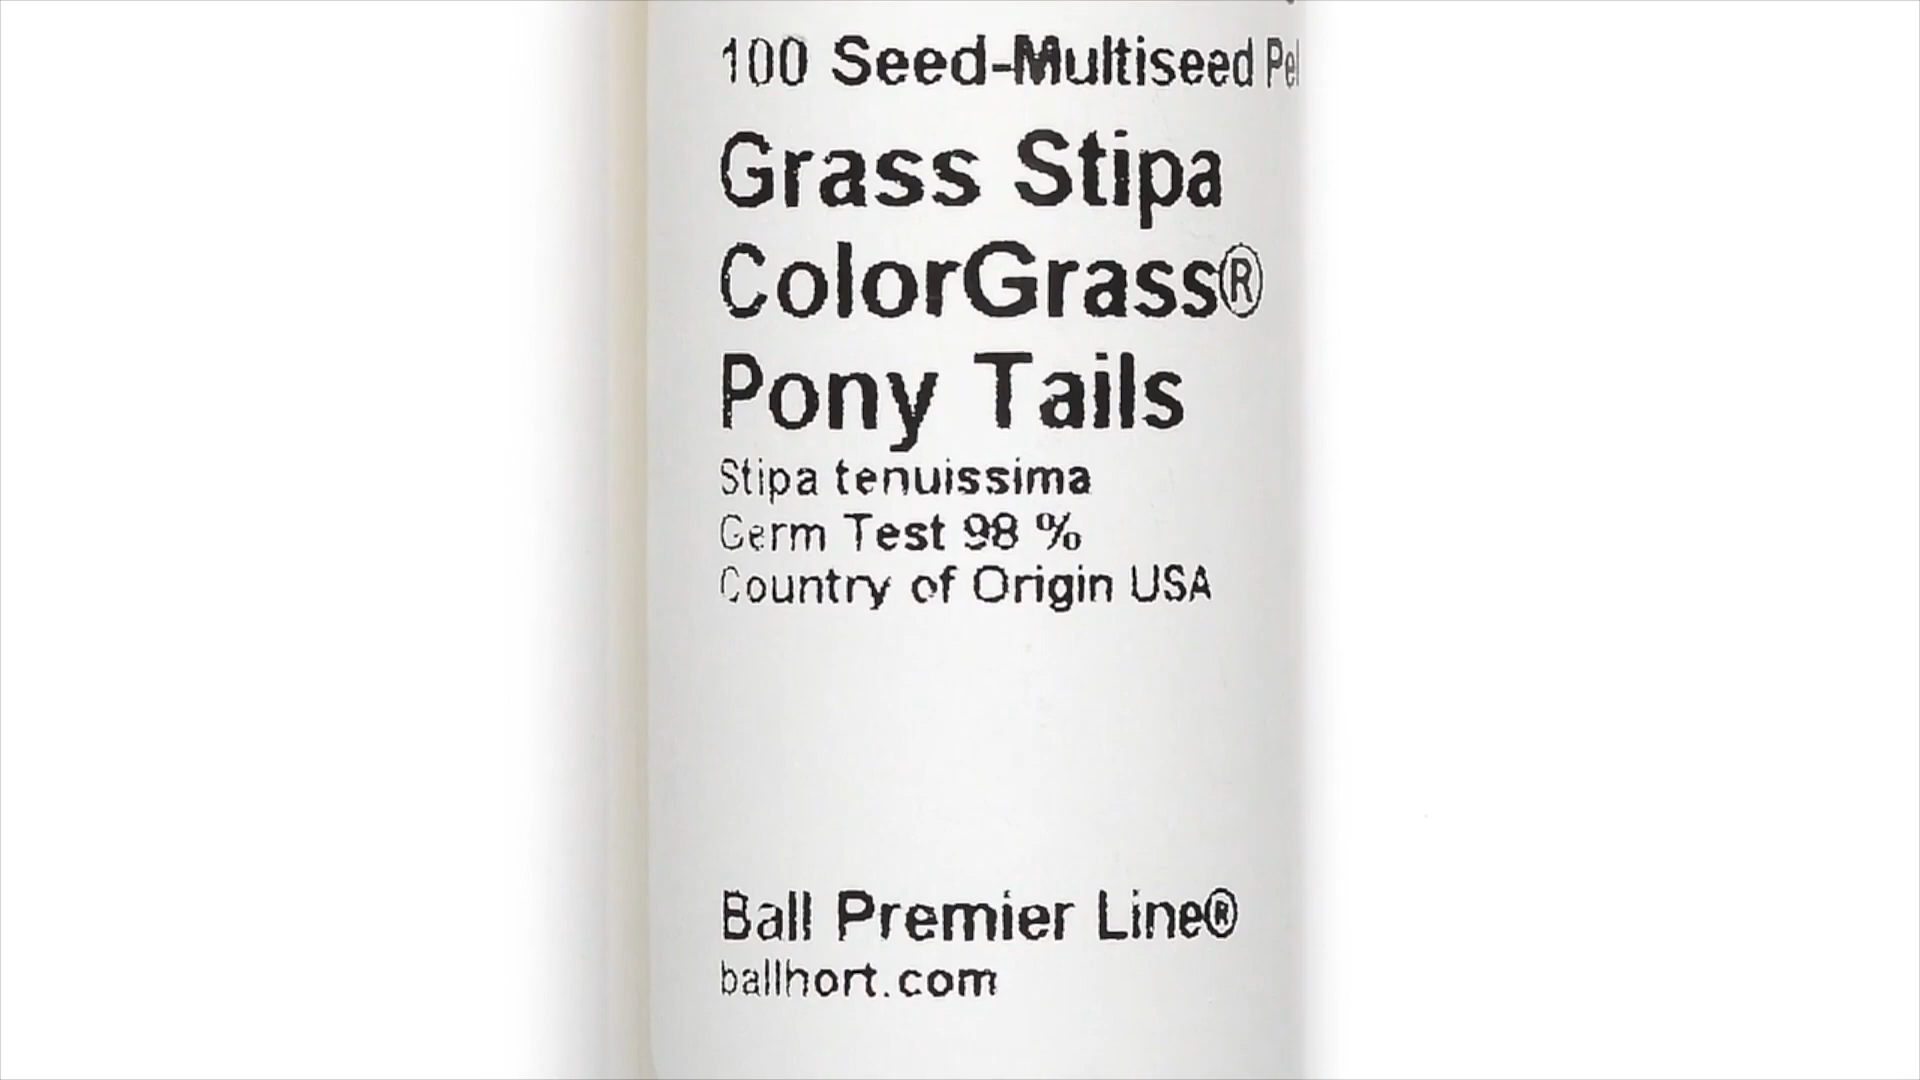 100 Seed-Multiseed
Grass Stipa
ColorGrass®
Pony Tails
Stipa tenuissima
Germ Test 98 %
Country of Origin USA
Ball Premier Line®
ballhort.com